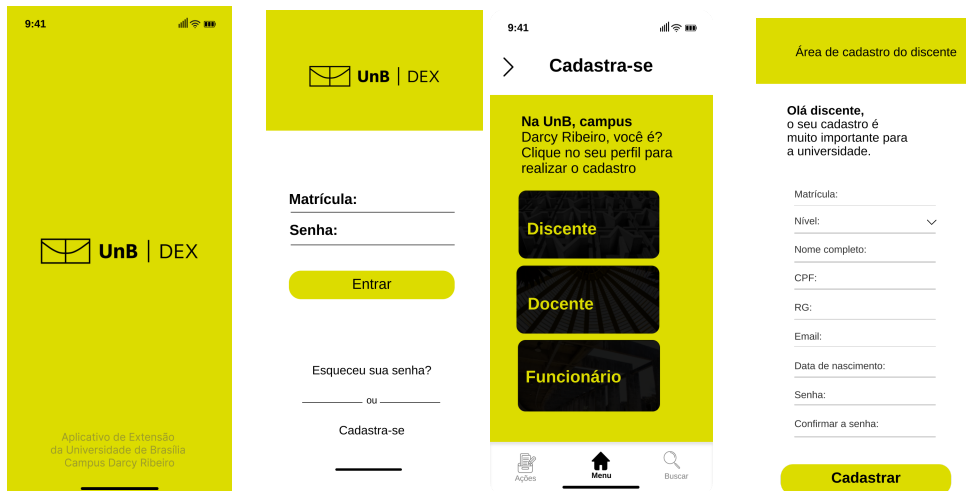 9:41
UnB | DEX
Aplicativo de Extensão
da Universidade de Brasília
Campus Darcy Ribeiro
UnB | DEX
Matrícula:
Senha:
Entrar
Esqueceu sua senha?
ou
Cadastra-se
9:41
Cadastra-se
Na UnB, campus
Darcy Ribeiro, você é?
Clique no seu perfil para
realizar o cadastro
Discente
Docente
Funcionário
Ações
Menu
Buscar
Área de cadastro do discente
Olá discente,
o seu cadastro é
muito importante para
a universidade.
Matrícula:
Nível:
Nome completo:
CPF:
RG:
Email:
Data de nascimento:
Senha:
Confirmar a senha:
Cadastrar